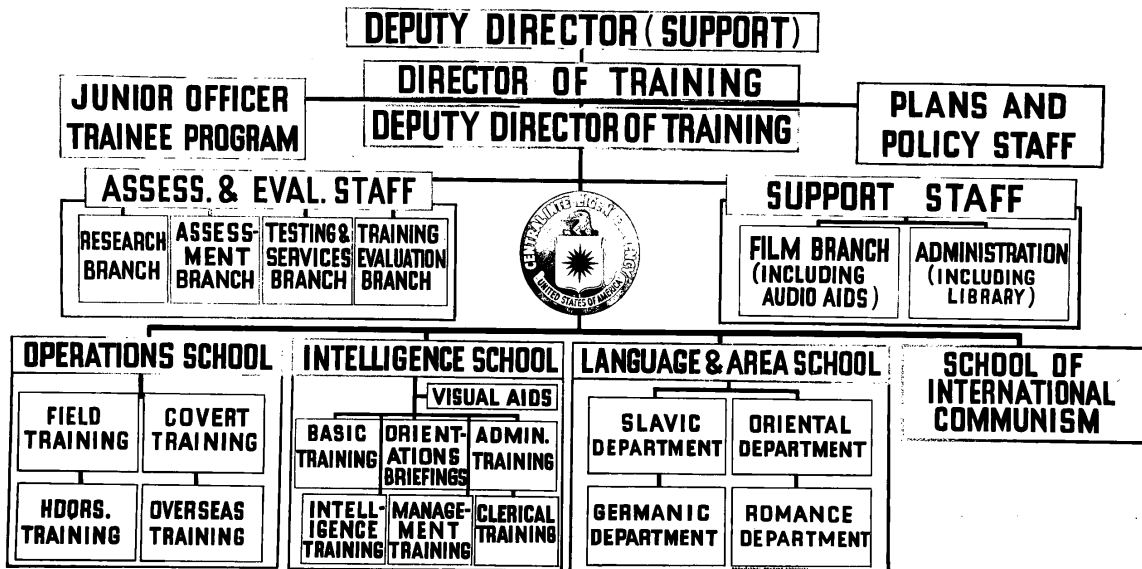 DEPUTY DIRECTOR (SUPPORT)
DIRECTOR OF TRAINING
DEPUTY DIRECTOR OF TRAINING
JUNIOR OFFICER
TRAINEE PROGRAM
PLANS AND
POLICY STAFF
ASSESS. & EVAL. STAFF
RESEARCH
BRANCH
ASSESS-
MENT
BRANCH
TESTING &
SERVICES
BRANCH
TRAINING
EVALUATION
BRANCH
CENTRAL INTELLIGENCE AGENCY
UNITED STATES OF AMERICA
SUPPORT STAFF
FILM BRANCH
(INCLUDING
AUDIO AIDS)
ADMINISTRATION
(INCLUDING
LIBRARY)
OPERATIONS SCHOOL
FIELD
TRAINING
COVERT
TRAINING
HDQRS.
TRAINING
OVERSEAS
TRAINING
INTELLIGENCE SCHOOL
VISUAL AIDS
BASIC
TRAINING
ORIENT-
ATIONS
BRIEFINGS
ADMIN.
TRAINING
INTELL-
IGENCE
TRAINING
MANAGE-
MENT
TRAINING
CLERICAL
TRAINING
LANGUAGE & AREA SCHOOL
SLAVIC
DEPARTMENT
ORIENTAL
DEPARTMENT
GERMANIC
DEPARTMENT
ROMANCE
DEPARTMENT
SCHOOL OF
INTERNATIONAL
COMMUNISM